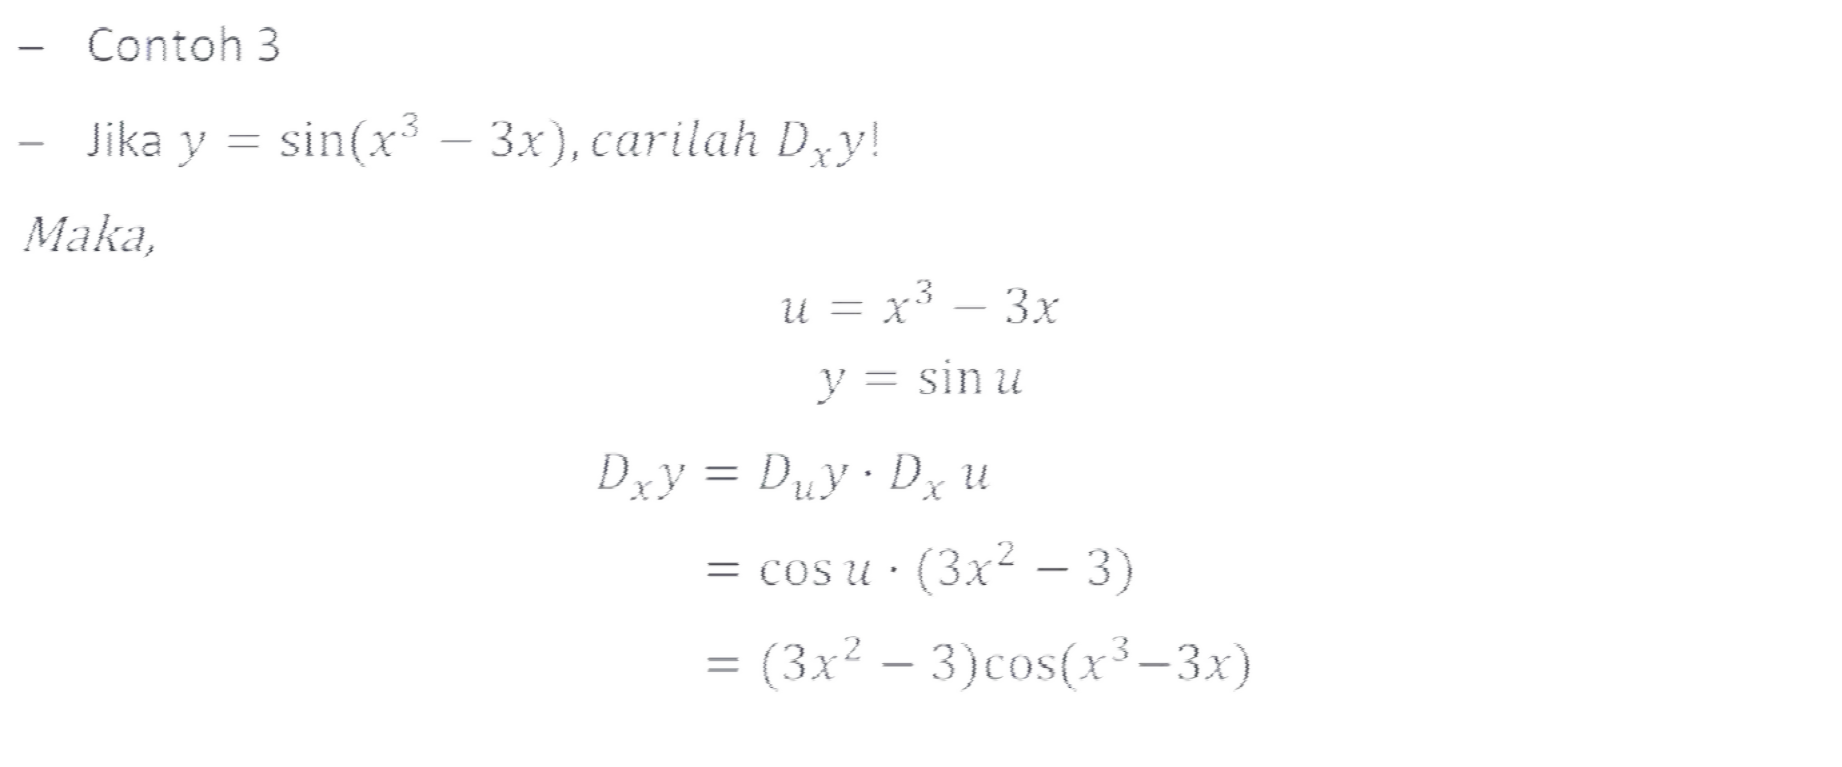 – Contoh 3
– Jika y = sin(x³ − 3x), carilah Dₓy!
Maka,
u = x³ − 3x
y = sin u
Dₓy = Dᵤy · Dₓ u
= cos u · (3x² − 3)
= (3x² − 3)cos(x³−3x)